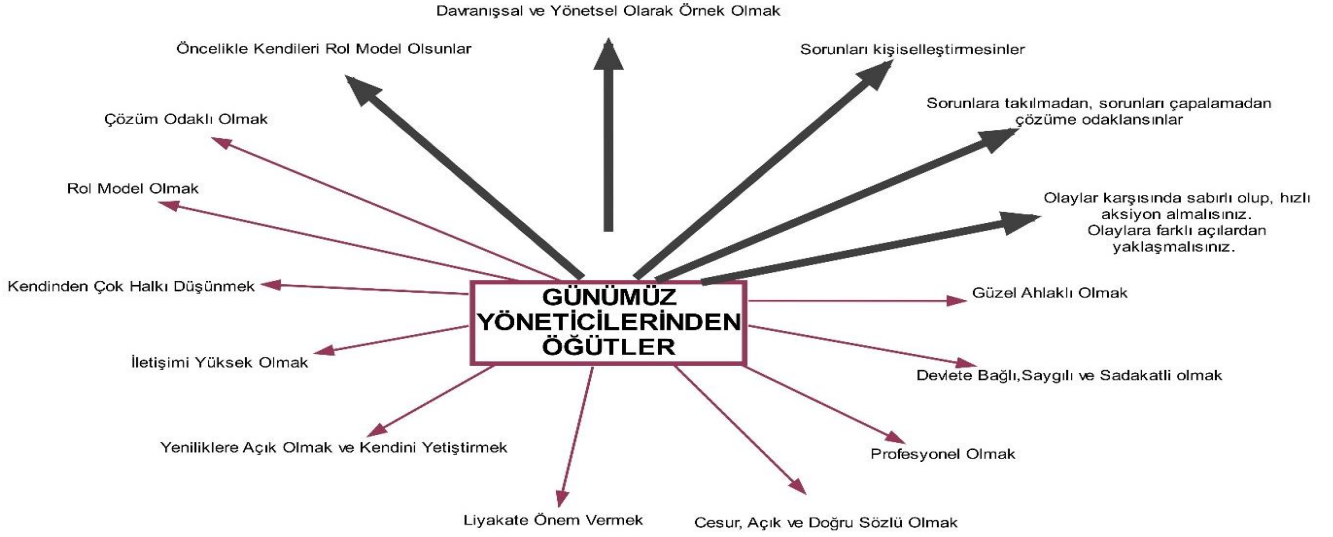 Davranışsal ve Yönetsel Olarak Örnek Olmak
Öncelikle Kendileri Rol Model Olsunlar
Sorunları kişiselleştirmesinler
Sorunlara takılmadan, sorunları çapalamadan
çözüme odaklansınlar
Çözüm Odaklı Olmak
Rol Model Olmak
Olaylar karşısında sabırlı olup, hızlı
aksiyon almalısınız.
Olaylara farklı açılardan
yaklaşmalısınız.
Kendinden Çok Halkı Düşünmek
GÜNÜMÜZ
YÖNETİCİLERİNDEN
ÖĞÜTLER
Güzel Ahlaklı Olmak
İletişimi Yüksek Olmak
Devlete Bağlı,Saygılı ve Sadakatli olmak
Yeniliklere Açık Olmak ve Kendini Yetiştirmek
Profesyonel Olmak
Liyakate Önem Vermek
Cesur, Açık ve Doğru Sözlü Olmak